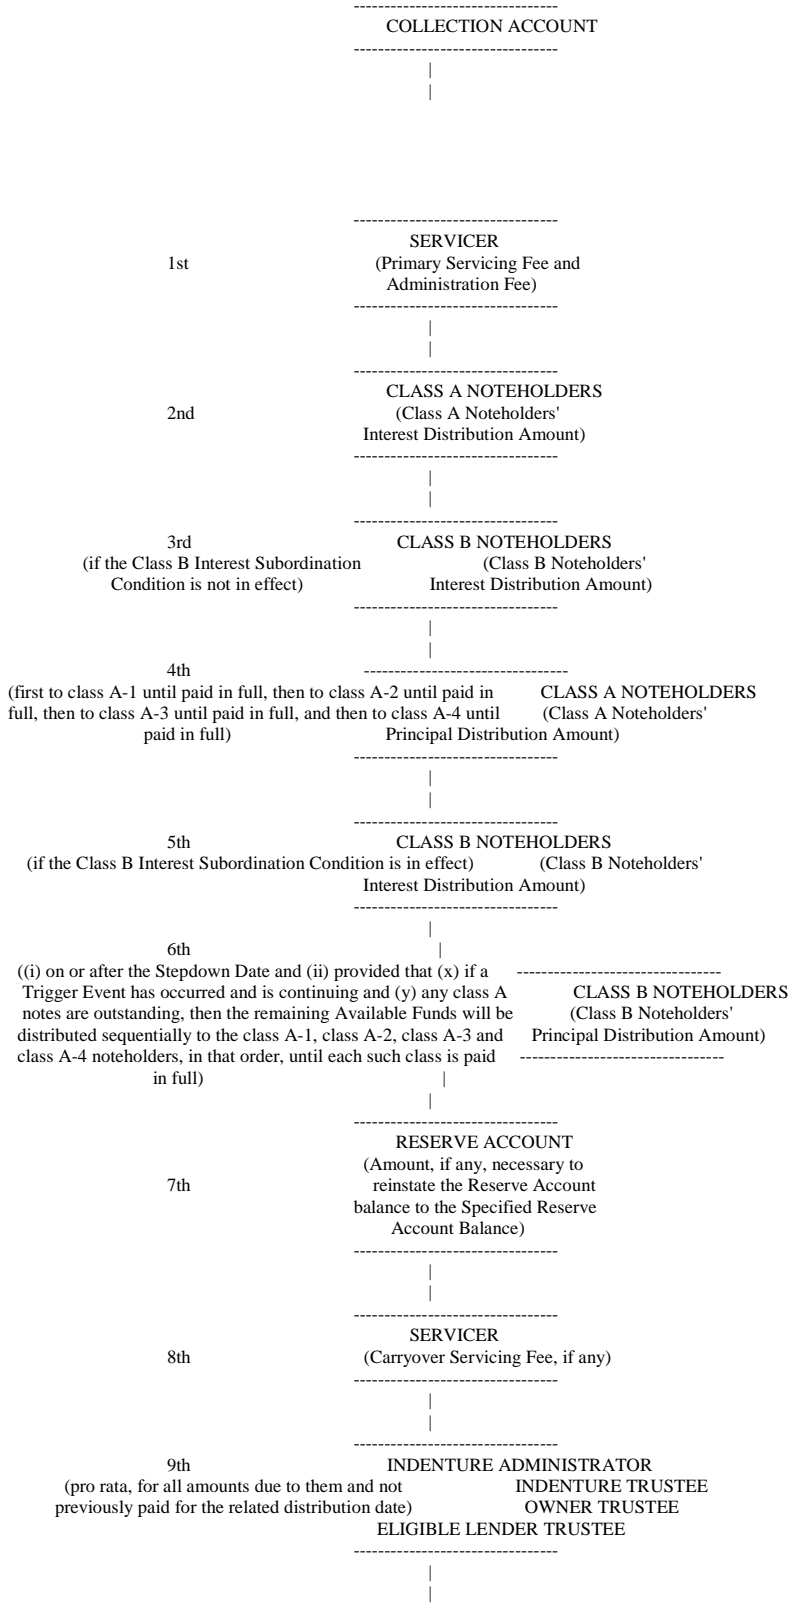 ---------------------------------
COLLECTION ACCOUNT
---------------------------------
|
|
---------------------------------
SERVICER
1st (Primary Servicing Fee and
Administration Fee)
---------------------------------
|
|
---------------------------------
CLASS A NOTEHOLDERS
2nd (Class A Noteholders'
Interest Distribution Amount)
---------------------------------
|
|
---------------------------------
3rd CLASS B NOTEHOLDERS
(if the Class B Interest Subordination (Class B Noteholders'
Condition is not in effect) Interest Distribution Amount)
---------------------------------
|
|
4th ---------------------------------
(first to class A-1 until paid in full, then to class A-2 until paid in CLASS A NOTEHOLDERS
full, then to class A-3 until paid in full, and then to class A-4 until (Class A Noteholders'
paid in full) Principal Distribution Amount)
---------------------------------
|
|
---------------------------------
5th CLASS B NOTEHOLDERS
(if the Class B Interest Subordination Condition is in effect) (Class B Noteholders'
Interest Distribution Amount)
---------------------------------
|
6th |
((i) on or after the Stepdown Date and (ii) provided that (x) if a ---------------------------------
Trigger Event has occurred and is continuing and (y) any class A CLASS B NOTEHOLDERS
notes are outstanding, then the remaining Available Funds will be (Class B Noteholders'
distributed sequentially to the class A-1, class A-2, class A-3 and Principal Distribution Amount)
class A-4 noteholders, in that order, until each such class is paid ---------------------------------
in full) |
|
---------------------------------
RESERVE ACCOUNT
(Amount, if any, necessary to
7th reinstate the Reserve Account
balance to the Specified Reserve
Account Balance)
---------------------------------
|
|
---------------------------------
SERVICER
8th (Carryover Servicing Fee, if any)
---------------------------------
|
|
---------------------------------
9th INDENTURE ADMINISTRATOR
(pro rata, for all amounts due to them and not INDENTURE TRUSTEE
previously paid for the related distribution date) OWNER TRUSTEE
ELIGIBLE LENDER TRUSTEE
---------------------------------
|
|